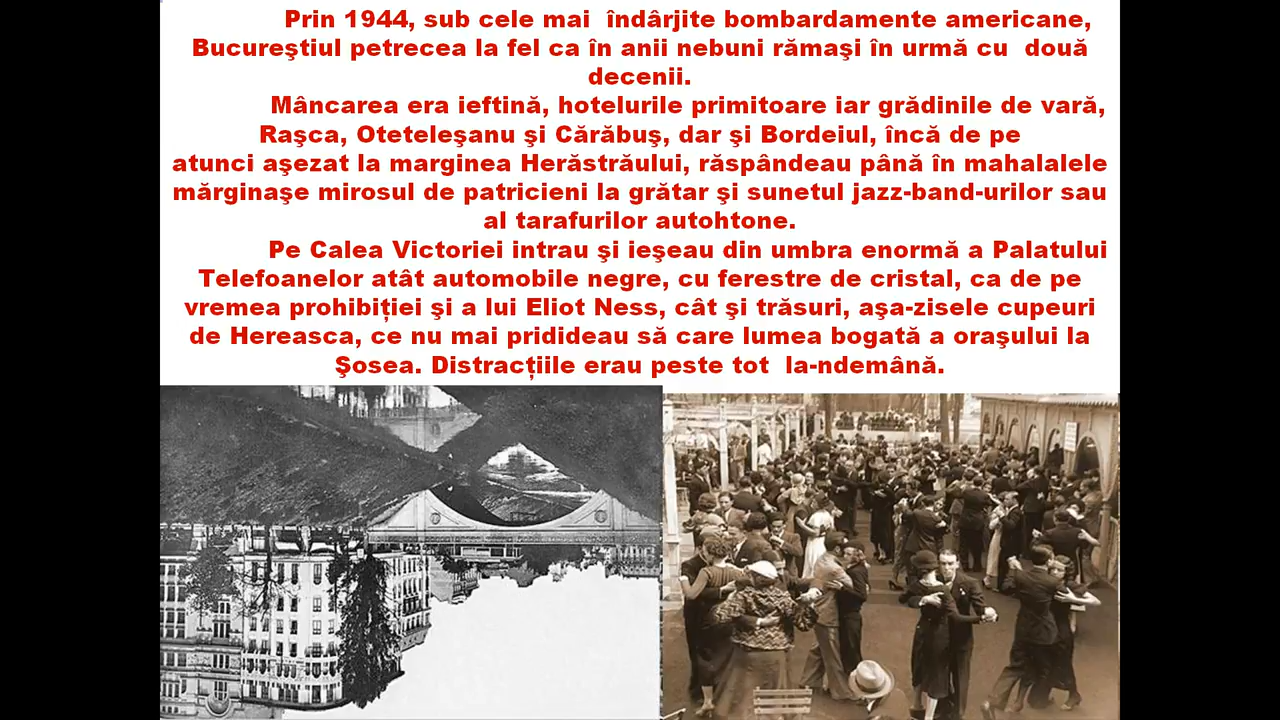 Prin 1944, sub cele mai îndârjite bombardamente americane,
Bucureştiul petrecea la fel ca în anii nebuni rămaşi în urmă cu două
decenii.
Mâncarea era ieftină, hotelurile primitoare iar grădinile de vară,
Raşca, Oteteleşanu şi Cărăbuş, dar şi Bordeiul, încă de pe
atunci aşezat la marginea Herăstrăului, răspândeau până în mahalalele
mărginaşe mirosul de patricieni la grătar şi sunetul jazz-band-urilor sau
al tarafurilor autohtone.
Pe Calea Victoriei intrau şi ieşeau din umbra enormă a Palatului
Telefoanelor atât automobile negre, cu ferestre de cristal, ca de pe
vremea prohibiției şi a lui Eliot Ness, cât şi trăsuri, aşa-zisele cupeuri
de Hereasca, ce nu mai pridideau să care lumea bogată a oraşului la
Şosea. Distracțiile erau peste tot la-ndemână.